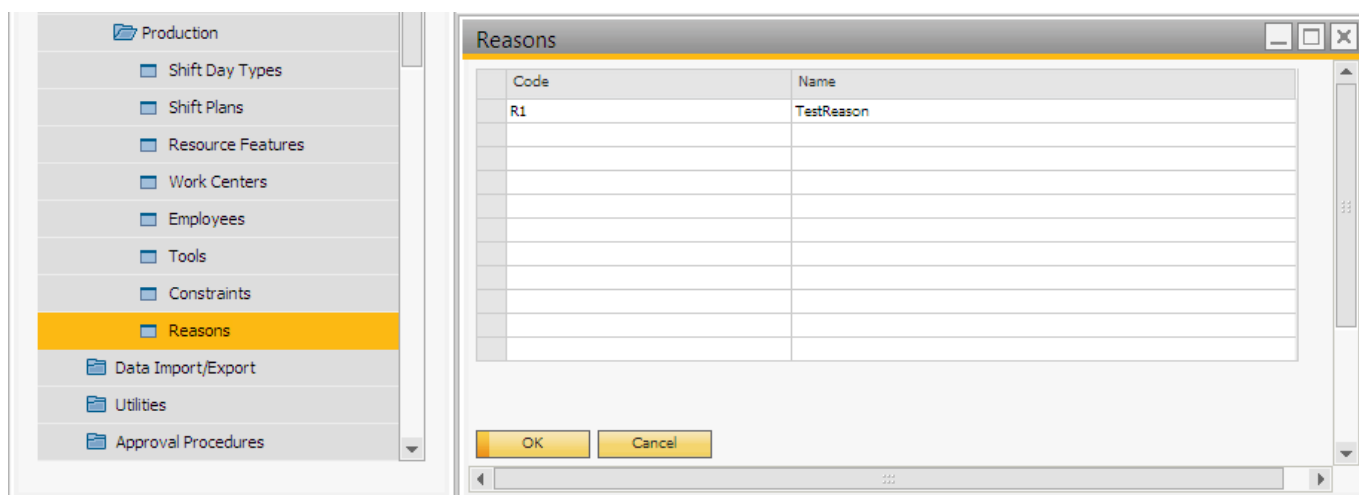 Production
Shift Day Types
Shift Plans
Resource Features
Work Centers
Employees
Tools
Constraints
Reasons
Data Import/Export
Utilities
Approval Procedures
Reasons
Code Name
R1 TestReason
OK Cancel